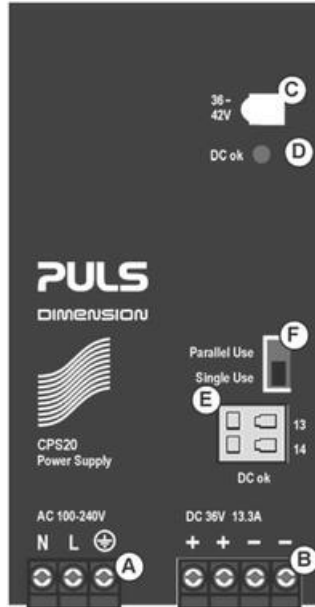 C
36–
42V
DC ok
D
PULS
DIMENSION
F
Parallel Use
Single Use
E
13
14
CPS20
Power Supply
DC ok
AC 100-240V
DC 36V 13.3A
N L
+ + – –
A
B